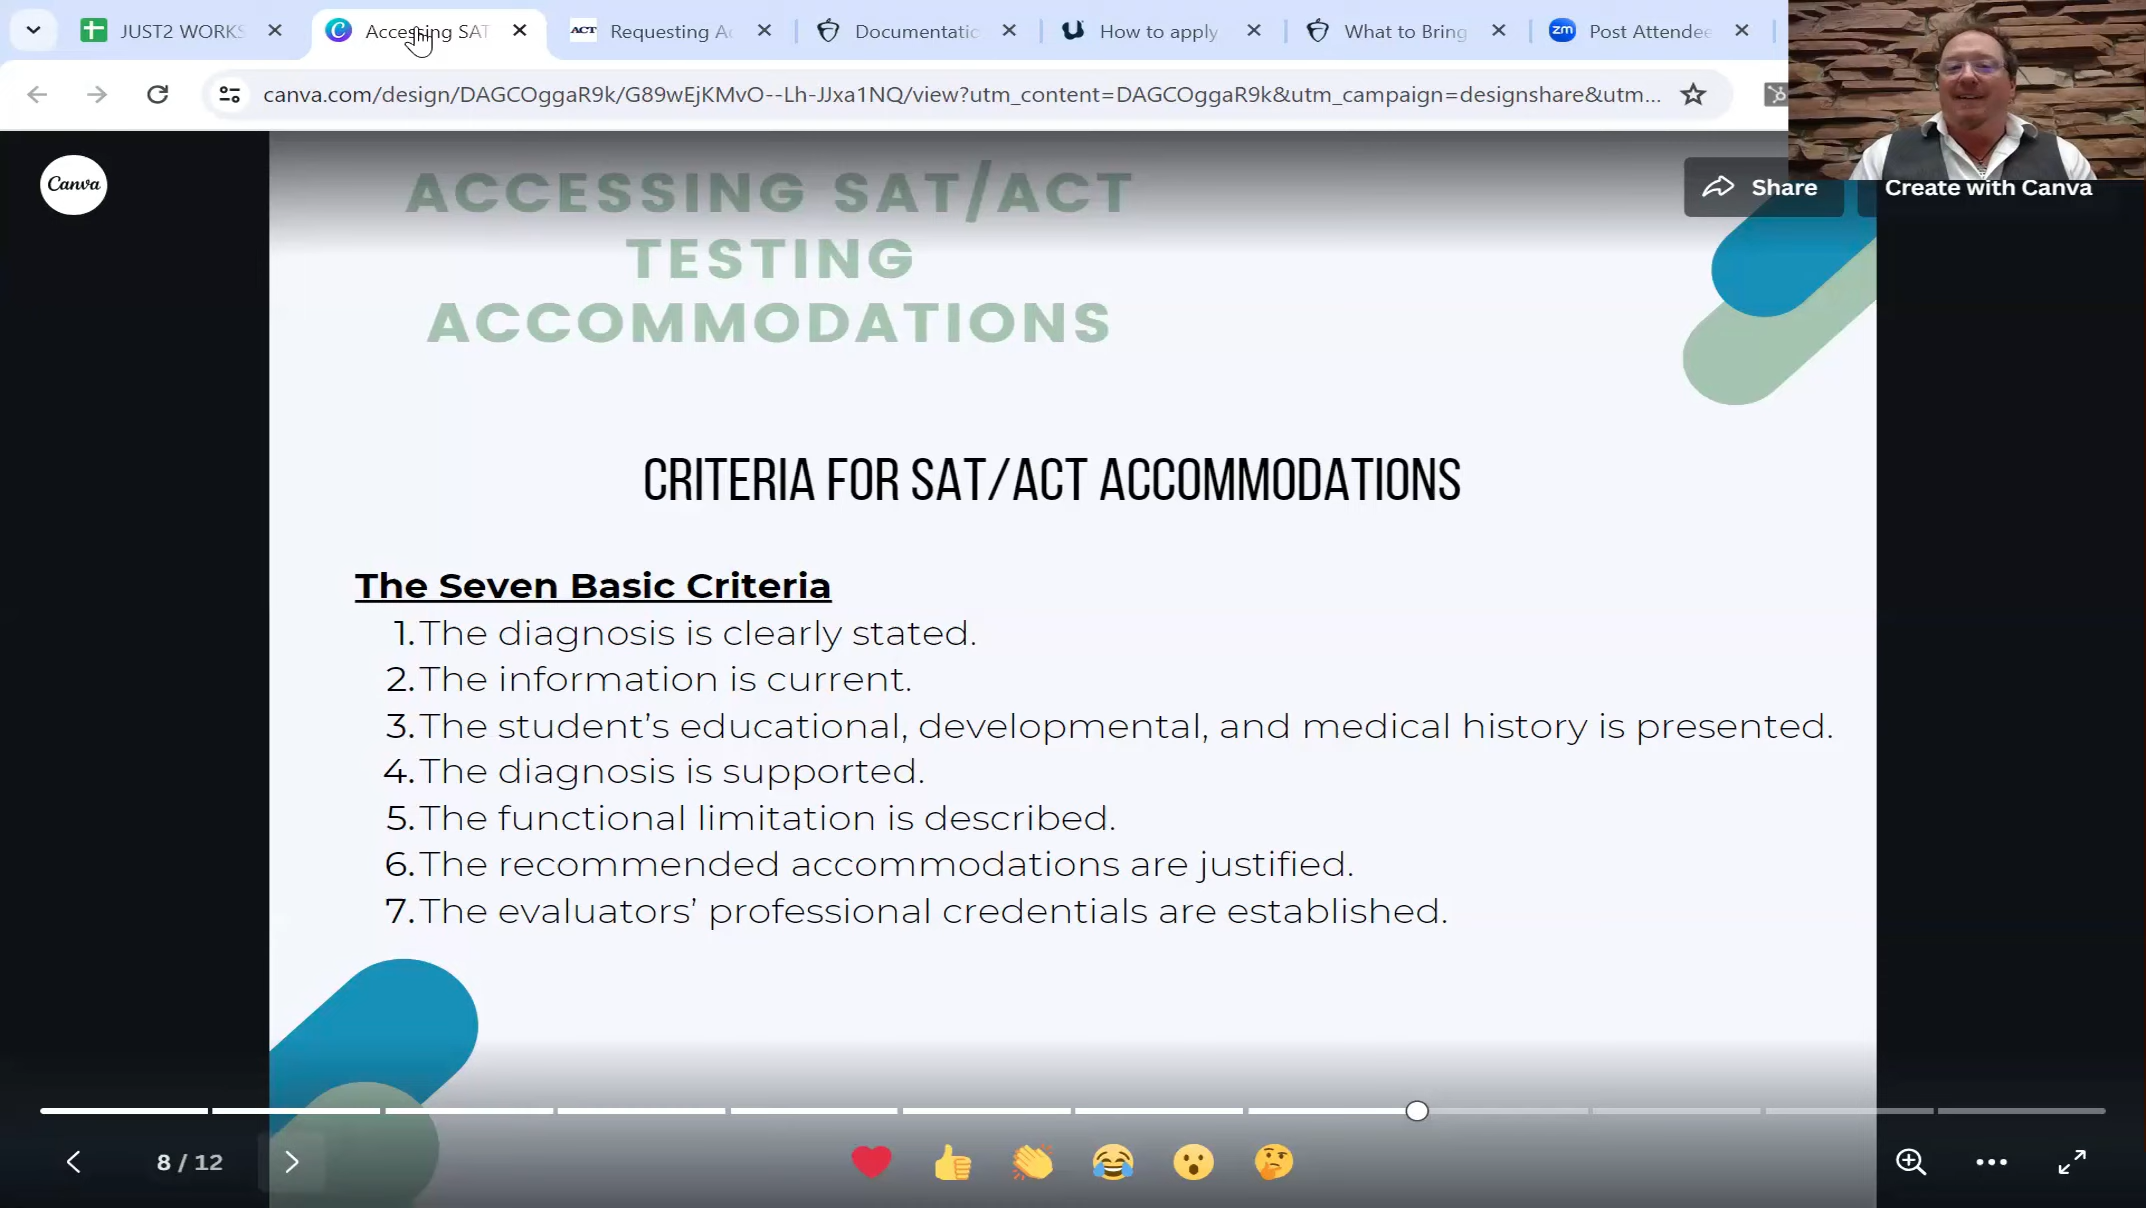 JUST2 WORKS
Accessing SAT
ACT
Requesting Ac
Documentatic
How to apply
What to Bring
zm
Post Attendee
canva.com/design/DAGCOggaR9k/G89wEjKMvO--Lh-JJxa1NQ/view?utm_content=DAGCOggaR9k&utm_campaign=designshare&utm...
Canva
Share
Create with Canva
ACCESSING SAT/ACT
TESTING
ACCOMMODATIONS
CRITERIA FOR SAT/ACT ACCOMMODATIONS
The Seven Basic Criteria
1. The diagnosis is clearly stated.
2. The information is current.
3. The student’s educational, developmental, and medical history is presented.
4. The diagnosis is supported.
5. The functional limitation is described.
6. The recommended accommodations are justified.
7. The evaluators’ professional credentials are established.
8 / 12